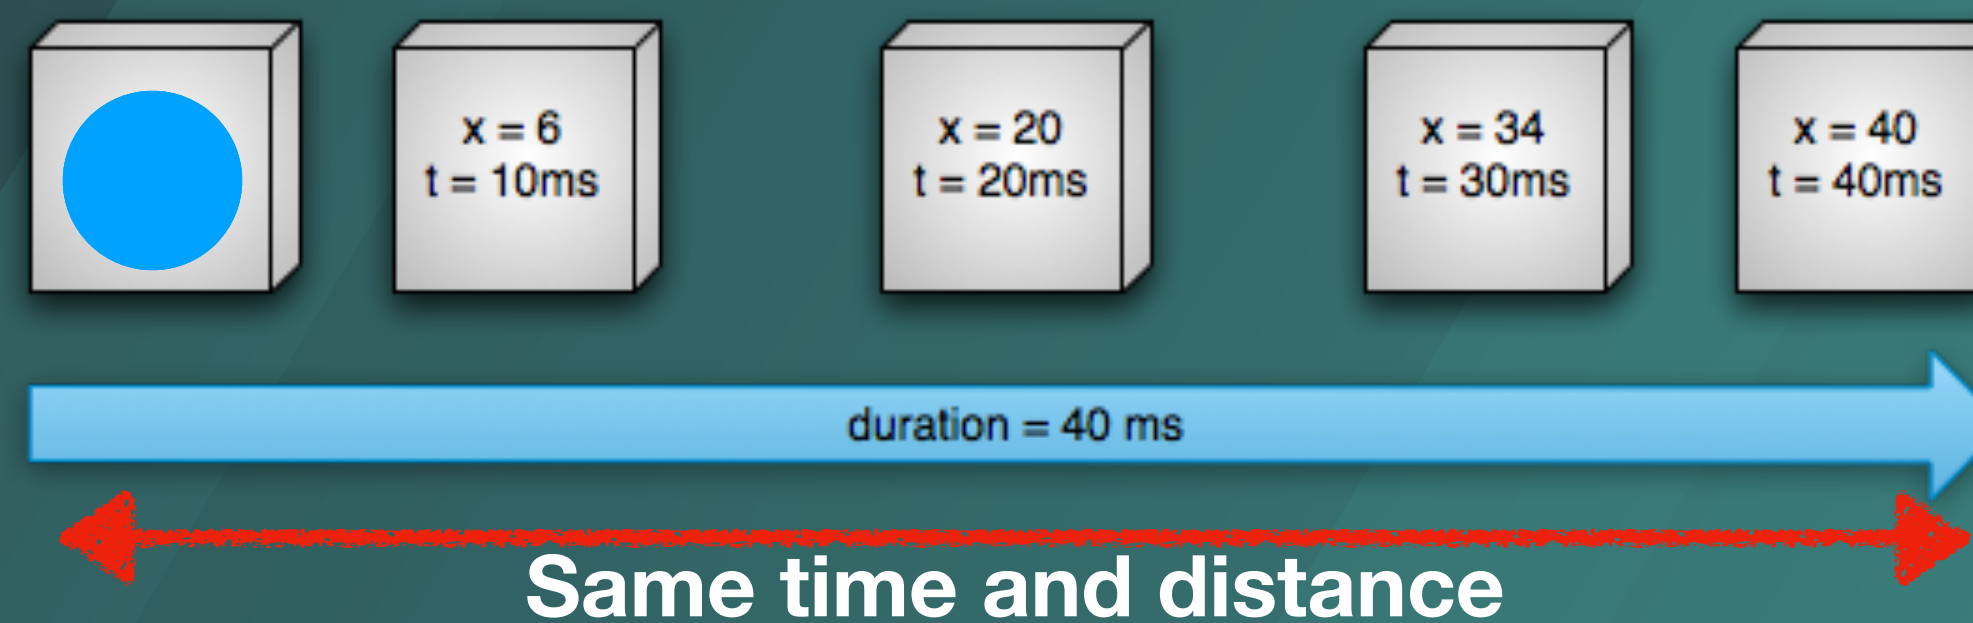 x = 6
t = 10ms
x = 20
t = 20ms
x = 34
t = 30ms
x = 40
t = 40ms
duration = 40 ms
Same time and distance